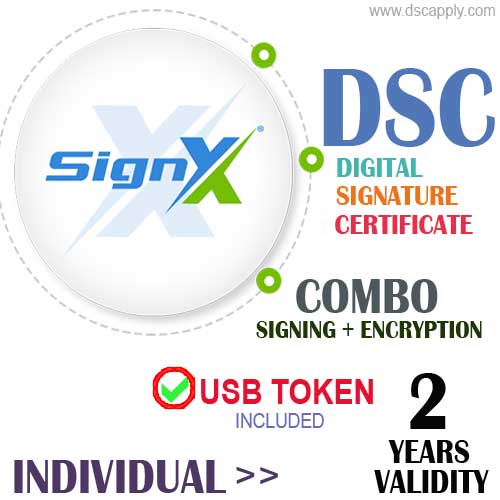 www.dscapply.com
SignX®
DSC
DIGITAL
SIGNATURE
CERTIFICATE
COMBO
SIGNING + ENCRYPTION
USB TOKEN
INCLUDED
2
YEARS
VALIDITY
INDIVIDUAL >>